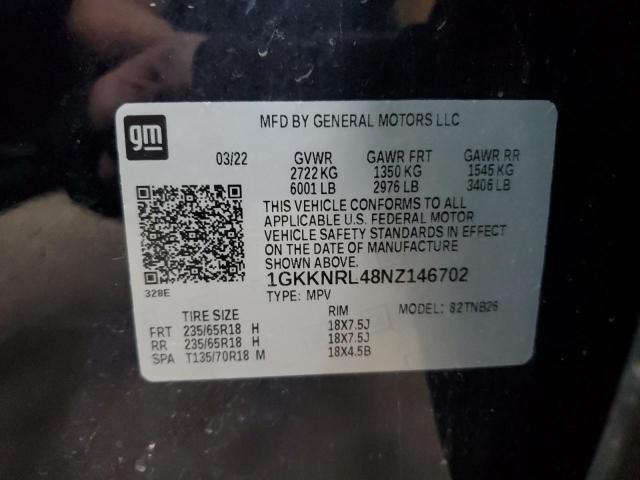 gm
MFD BY GENERAL MOTORS LLC
03/22 GVWR GAWR FRT GAWR RR
2722 KG 1350 KG 1545 KG
6001 LB 2976 LB 3406 LB
THIS VEHICLE CONFORMS TO ALL
APPLICABLE U.S. FEDERAL MOTOR
VEHICLE SAFETY STANDARDS IN EFFECT
ON THE DATE OF MANUFACTURE
SHOWN ABOVE.
1GKKNRL48NZ146702
328E
TYPE: MPV MODEL: 82TNB26
TIRE SIZE RIM
FRT 235/65R18 H 18X7.5J
RR 235/65R18 H 18X7.5J
SPA T135/70R18 M 18X4.5B